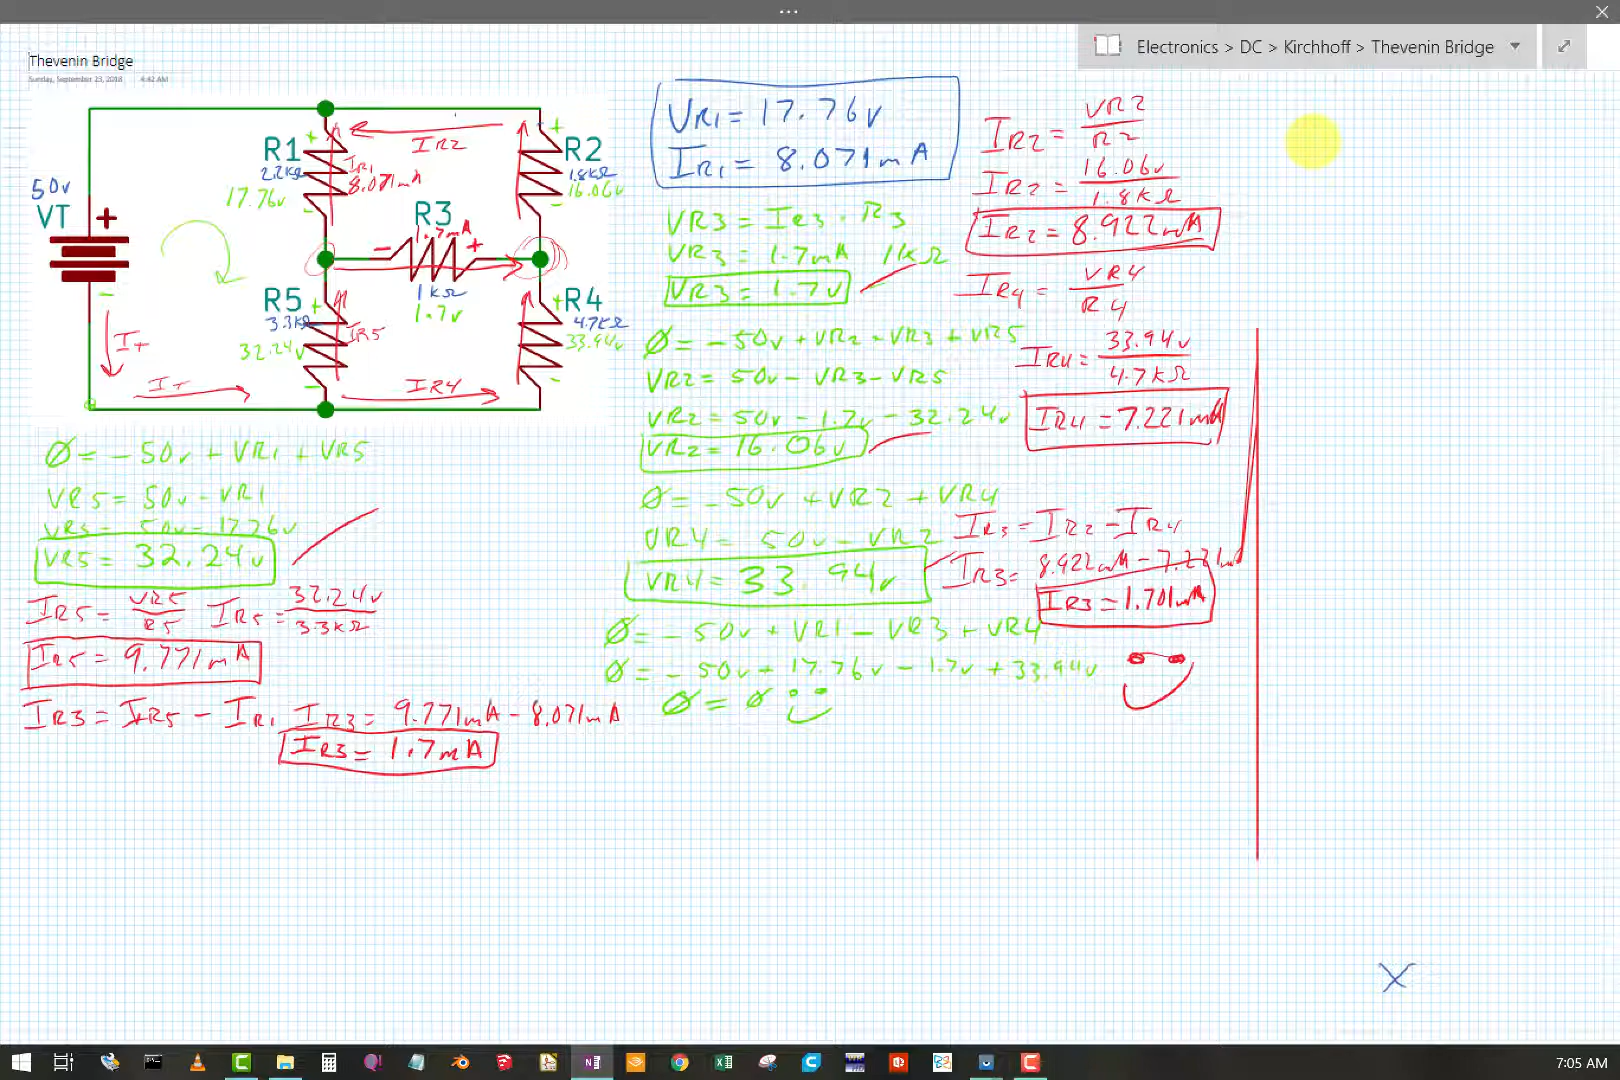 Electronics > DC > Kirchhoff > Thevenin Bridge
Thevenin Bridge
Sunday, September 23, 2018 4:42 AM
50v
VT
+
−
R1
2.2kΩ
17.76v
+
−
IR1
8.071mA
IR2
R2
1.8kΩ
16.06v
+
−
R3
1.7mA
− +
1kΩ
1.7v
R5
3.3kΩ
32.24v
+
−
IR5
R4
4.7kΩ
33.94v
+
−
IT
IT
IR4
Ø = −50v + VR1 + VR5
VR5 = 50v − VR1
VR5 = 50v − 17.76v
VR5 = 32.24v
IR5 = VR5/R5 IR5 = 32.24v/3.3kΩ
IR5 = 9.771mA
IR3 = IR5 − IR1 IR3 = 9.771mA − 8.071mA
IR3 = 1.7mA
VR1 = 17.76v
IR1 = 8.071mA
VR3 = IR3 · R3
VR3 = 1.7mA 1kΩ
VR3 = 1.7v
Ø = −50v + VR2 − VR3 + VR5
VR2 = 50v − VR3 − VR5
VR2 = 50v − 1.7v − 32.24v
VR2 = 16.06v
Ø = −50v + VR2 + VR4
VR4 = 50v − VR2
VR4 = 33.94v
Ø = −50v + VR1 − VR3 + VR4
Ø = −50v + 17.76v − 1.7v + 33.94v
Ø = Ø
IR2 = VR2/R2
IR2 = 16.06v/1.8kΩ
IR2 = 8.922mA
IR4 = VR4/R4
IR4 = 33.94v/4.7kΩ
IR4 = 7.221mA
IR3 = IR2 − IR4
IR3 = 8.922mA − 7.221mA
IR3 = 1.701mA
X
7:05 AM